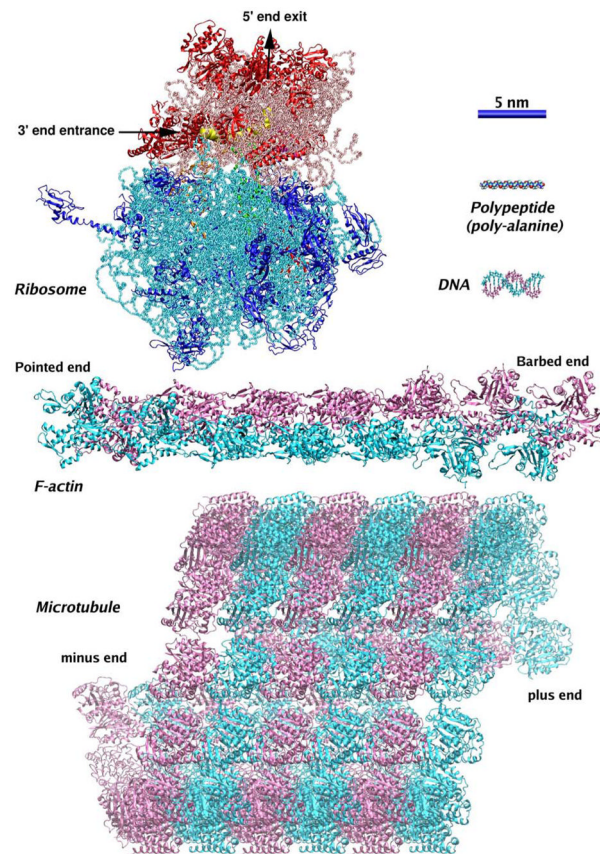 5' end exit
5 nm
3' end entrance
Polypeptide
(poly-alanine)
DNA
Ribosome
Pointed end
Barbed end
F-actin
Microtubule
minus end
plus end